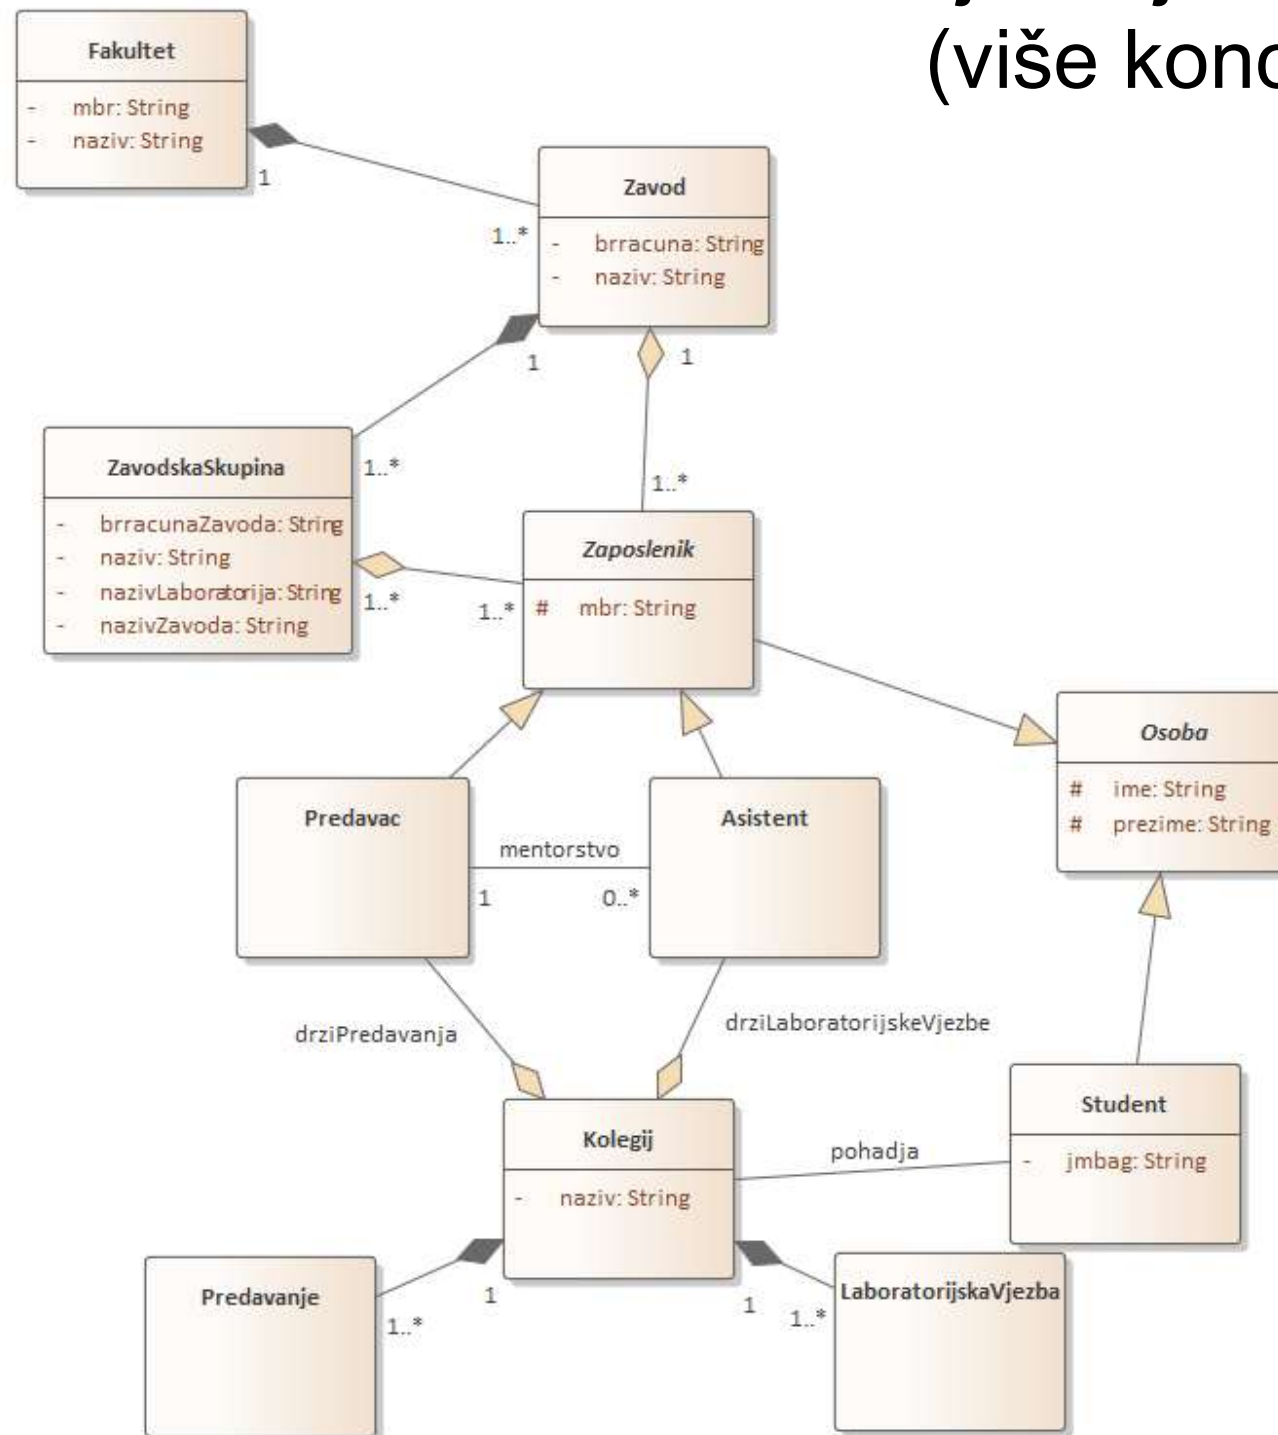 (više konc
Fakultet
- mbr: String
- naziv: String
1
1..*
Zavod
- brracuna: String
- naziv: String
1
1
1..*
1..*
ZavodskaSkupina
- brracunaZavoda: String
- naziv: String
- nazivLaboratorija: String
- nazivZavoda: String
1..*
1..*
Zaposlenik
# mbr: String
Osoba
# ime: String
# prezime: String
Predavac
mentorstvo
1
0..*
Asistent
drziPredavanja
drziLaboratorijskeVjezbe
Kolegij
- naziv: String
pohadja
Student
- jmbag: String
1
1..*
1
1..*
Predavanje
LaboratorijskaVjezba